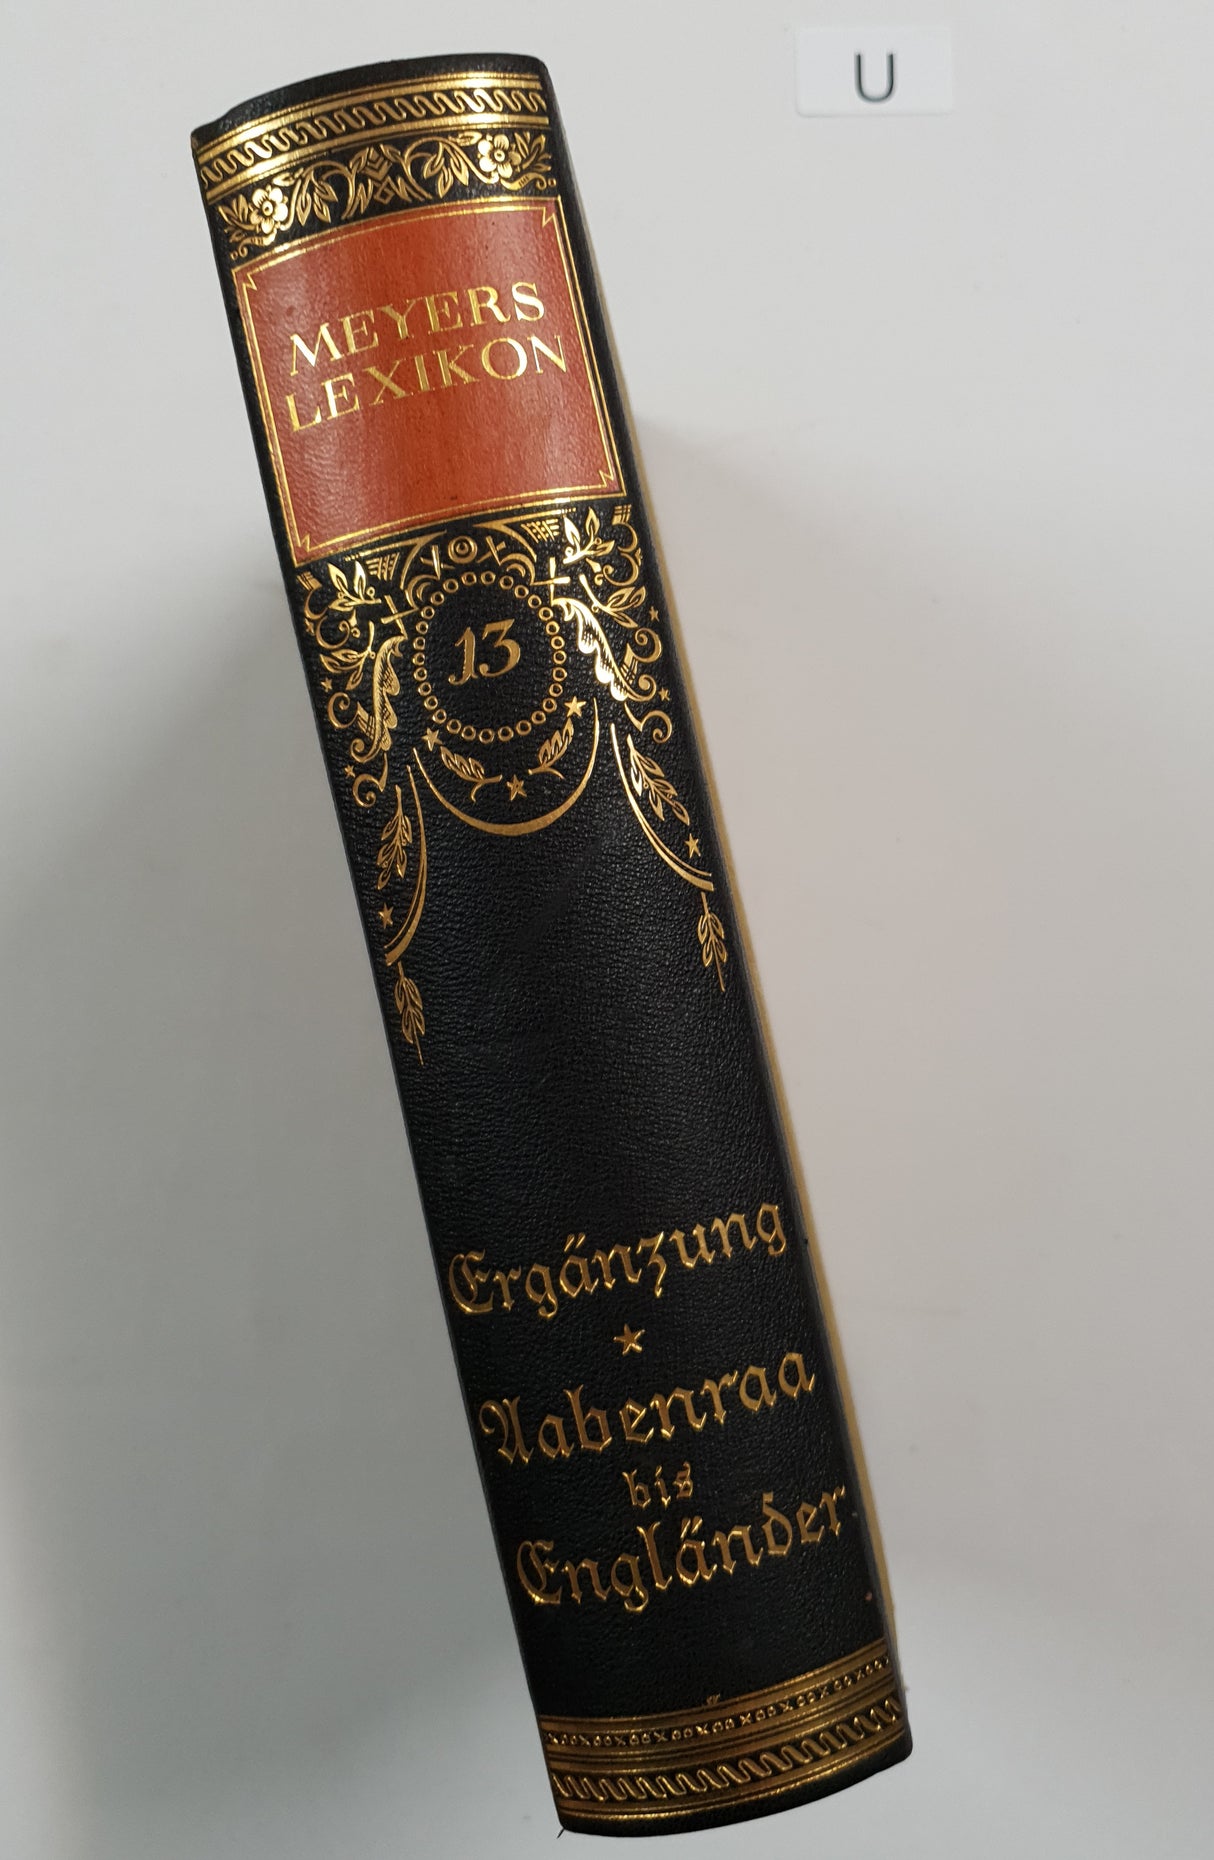 U
MEYERS
LEXIKON
13
Ergänzung
Aabenraa
bis
Engländer